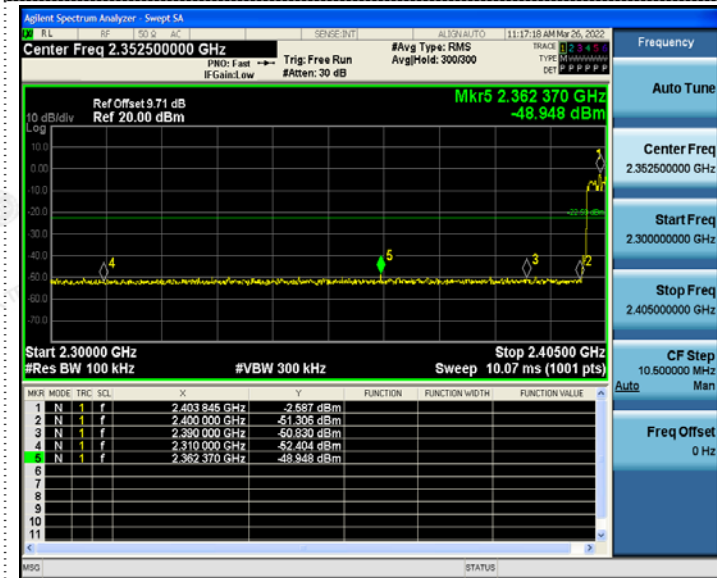 Agilent Spectrum Analyzer - Swept SA
RL RF 50 Ω AC SENSE:INT ALIGNAUTO 11:17:18 AM Mar 26, 2022
Center Freq 2.352500000 GHz
PNO: Fast Trig: Free Run #Avg Type: RMS TRACE 1 2 3 4 5 6
IFGain:Low #Atten: 30 dB Avg|Hold: 300/300 TYPE M
DET P P P P P P
Frequency
Auto Tune
Center Freq
2.352500000 GHz
Start Freq
2.300000000 GHz
Stop Freq
2.405000000 GHz
CF Step
10.500000 MHz
Auto Man
Freq Offset
0 Hz
Mkr5 2.362 370 GHz
-48.948 dBm
Ref Offset 9.71 dB
10 dB/div Ref 20.00 dBm
Log
10.0
0.00
-10.0
-20.0
-30.0
-40.0
-50.0
-60.0
-70.0
1
4
5
3
2
Start 2.30000 GHz Stop 2.40500 GHz
#Res BW 100 kHz #VBW 300 kHz Sweep 10.07 ms (1001 pts)
MKR MODE TRC SCL X Y FUNCTION FUNCTION WIDTH FUNCTION VALUE
1 N 1 f 2.403 845 GHz -2.587 dBm
2 N 1 f 2.400 000 GHz -51.306 dBm
3 N 1 f 2.390 000 GHz -50.830 dBm
4 N 1 f 2.310 000 GHz -52.404 dBm
5 N 1 f 2.362 370 GHz -48.948 dBm
6
7
8
9
10
11
MSG STATUS